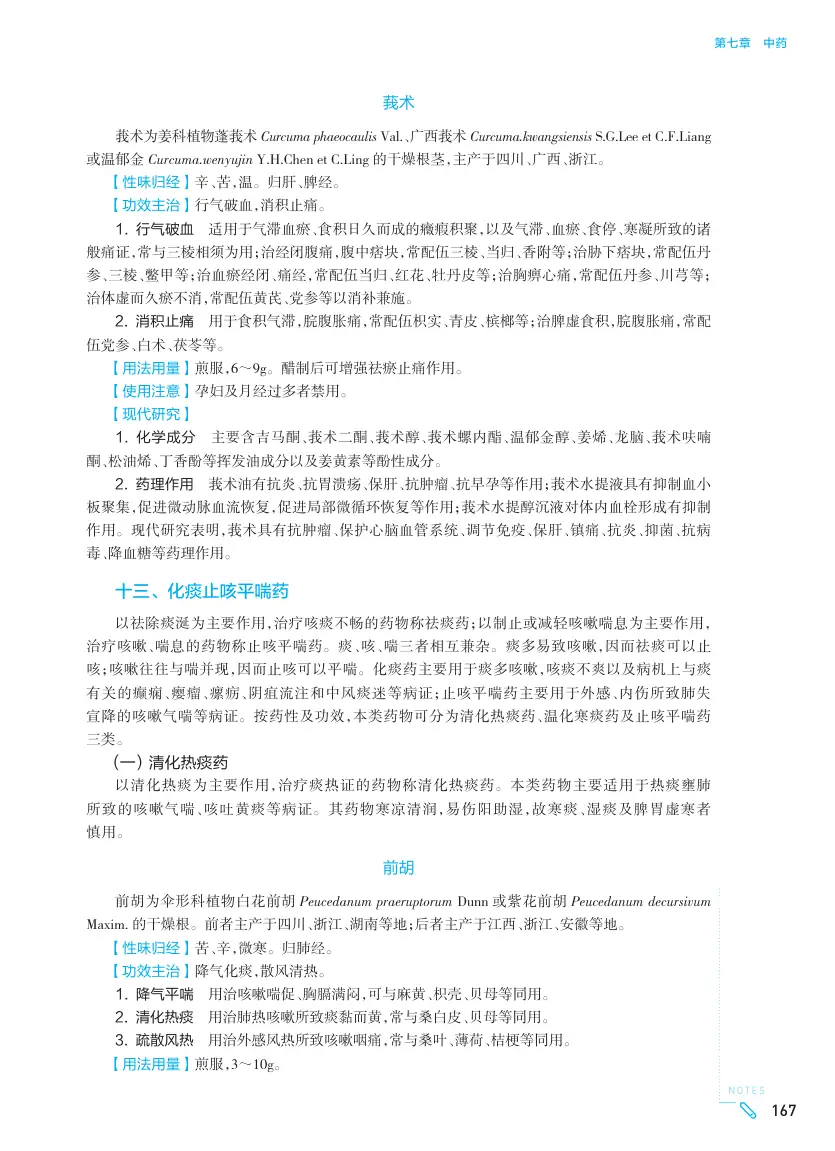 第七章　中药
莪术
莪术为姜科植物蓬莪术 Curcuma phaeocaulis Val.、广西莪术 Curcuma.kwangsiensis S.G.Lee et C.F.Liang
或温郁金 Curcuma.wenyujin Y.H.Chen et C.Ling 的干燥根茎,主产于四川、广西、浙江。
【性味归经】辛、苦,温。归肝、脾经。
【功效主治】行气破血,消积止痛。
1. 行气破血　适用于气滞血瘀、食积日久而成的癥瘕积聚,以及气滞、血瘀、食停、寒凝所致的诸
般痛证,常与三棱相须为用;治经闭腹痛,腹中痞块,常配伍三棱、当归、香附等;治胁下痞块,常配伍丹
参、三棱、鳖甲等;治血瘀经闭、痛经,常配伍当归、红花、牡丹皮等;治胸痹心痛,常配伍丹参、川芎等;
治体虚而久瘀不消,常配伍黄芪、党参等以消补兼施。
2. 消积止痛　用于食积气滞,脘腹胀痛,常配伍枳实、青皮、槟榔等;治脾虚食积,脘腹胀痛,常配
伍党参、白术、茯苓等。
【用法用量】煎服,6～9g。醋制后可增强祛瘀止痛作用。
【使用注意】孕妇及月经过多者禁用。
【现代研究】
1. 化学成分　主要含吉马酮、莪术二酮、莪术醇、莪术螺内酯、温郁金醇、姜烯、龙脑、莪术呋喃
酮、松油烯、丁香酚等挥发油成分以及姜黄素等酚性成分。
2. 药理作用　莪术油有抗炎、抗胃溃疡、保肝、抗肿瘤、抗早孕等作用;莪术水提液具有抑制血小
板聚集,促进微动脉血流恢复,促进局部微循环恢复等作用;莪术水提醇沉液对体内血栓形成有抑制
作用。现代研究表明,莪术具有抗肿瘤、保护心脑血管系统、调节免疫、保肝、镇痛、抗炎、抑菌、抗病
毒、降血糖等药理作用。
十三、化痰止咳平喘药
以祛除痰涎为主要作用,治疗咳痰不畅的药物称祛痰药;以制止或减轻咳嗽喘息为主要作用,
治疗咳嗽、喘息的药物称止咳平喘药。痰、咳、喘三者相互兼杂。痰多易致咳嗽,因而祛痰可以止
咳;咳嗽往往与喘并现,因而止咳可以平喘。化痰药主要用于痰多咳嗽,咳痰不爽以及病机上与痰
有关的癫痫、瘿瘤、瘰疬、阴疽流注和中风痰迷等病证;止咳平喘药主要用于外感、内伤所致肺失
宣降的咳嗽气喘等病证。按药性及功效,本类药物可分为清化热痰药、温化寒痰药及止咳平喘药
三类。
（一）清化热痰药
以清化热痰为主要作用,治疗痰热证的药物称清化热痰药。本类药物主要适用于热痰壅肺
所致的咳嗽气喘、咳吐黄痰等病证。其药物寒凉清润,易伤阳助湿,故寒痰、湿痰及脾胃虚寒者
慎用。
前胡
前胡为伞形科植物白花前胡 Peucedanum praeruptorum Dunn 或紫花前胡 Peucedanum decursivum
Maxim. 的干燥根。前者主产于四川、浙江、湖南等地;后者主产于江西、浙江、安徽等地。
【性味归经】苦、辛,微寒。归肺经。
【功效主治】降气化痰,散风清热。
1. 降气平喘　用治咳嗽喘促、胸膈满闷,可与麻黄、枳壳、贝母等同用。
2. 清化热痰　用治肺热咳嗽所致痰黏而黄,常与桑白皮、贝母等同用。
3. 疏散风热　用治外感风热所致咳嗽咽痛,常与桑叶、薄荷、桔梗等同用。
【用法用量】煎服,3～10g。
NOTES
167